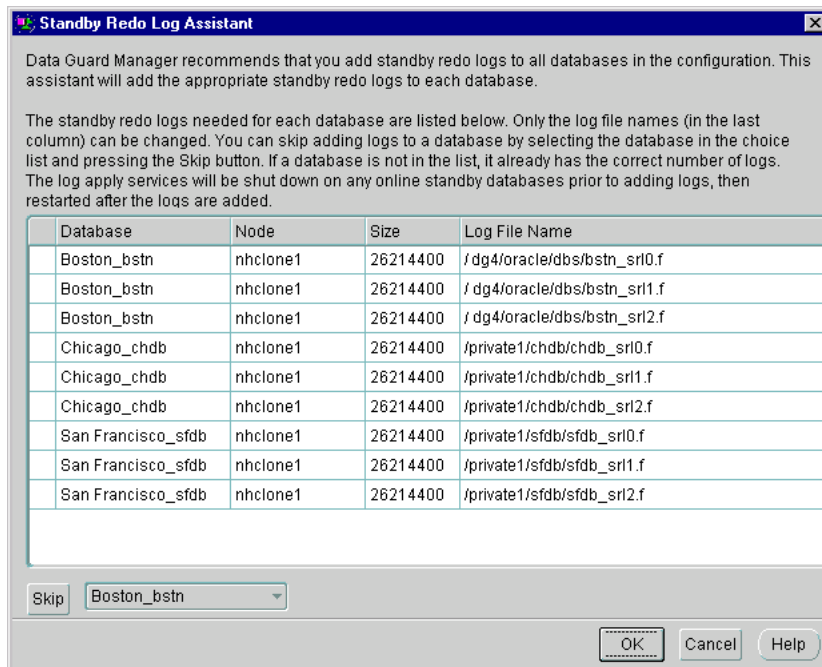 Standby Redo Log Assistant
Data Guard Manager recommends that you add standby redo logs to all databases in the configuration. This
assistant will add the appropriate standby redo logs to each database.
The standby redo logs needed for each database are listed below. Only the log file names (in the last
column) can be changed. You can skip adding logs to a database by selecting the database in the choice
list and pressing the Skip button. If a database is not in the list, it already has the correct number of logs.
The log apply services will be shut down on any online standby databases prior to adding logs, then
restarted after the logs are added.
Database Node Size Log File Name
Boston_bstn nhclone1 26214400 / dg4/oracle/dbs/bstn_srl0.f
Boston_bstn nhclone1 26214400 / dg4/oracle/dbs/bstn_srl1.f
Boston_bstn nhclone1 26214400 / dg4/oracle/dbs/bstn_srl2.f
Chicago_chdb nhclone1 26214400 /private1/chdb/chdb_srl0.f
Chicago_chdb nhclone1 26214400 /private1/chdb/chdb_srl1.f
Chicago_chdb nhclone1 26214400 /private1/chdb/chdb_srl2.f
San Francisco_sfdb nhclone1 26214400 /private1/sfdb/sfdb_srl0.f
San Francisco_sfdb nhclone1 26214400 /private1/sfdb/sfdb_srl1.f
San Francisco_sfdb nhclone1 26214400 /private1/sfdb/sfdb_srl2.f
Skip Boston_bstn
OK Cancel Help